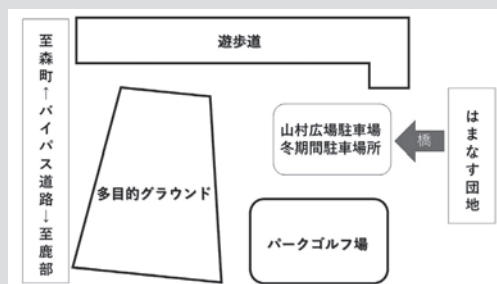 至森町↑バイパス道路↓至鹿部
遊歩道
多目的グラウンド
山村広場駐車場
冬期間駐車場所
橋
はまなす団地
パークゴルフ場